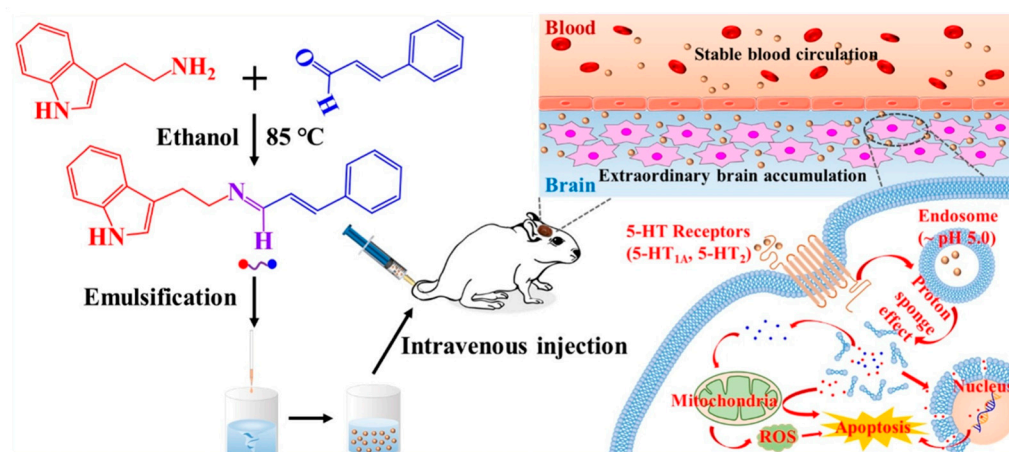 NH₂
HN
+
O
H
Ethanol
85 °C
N
H
HN
Emulsification
Intravenous injection
Blood
Stable blood circulation
Brain
Extraordinary brain accumulation
5-HT Receptors
(5-HT₁A, 5-HT₂)
Endosome
(~ pH 5.0)
Proton
sponge
effect
Mitochondria
ROS
Apoptosis
Nucleus